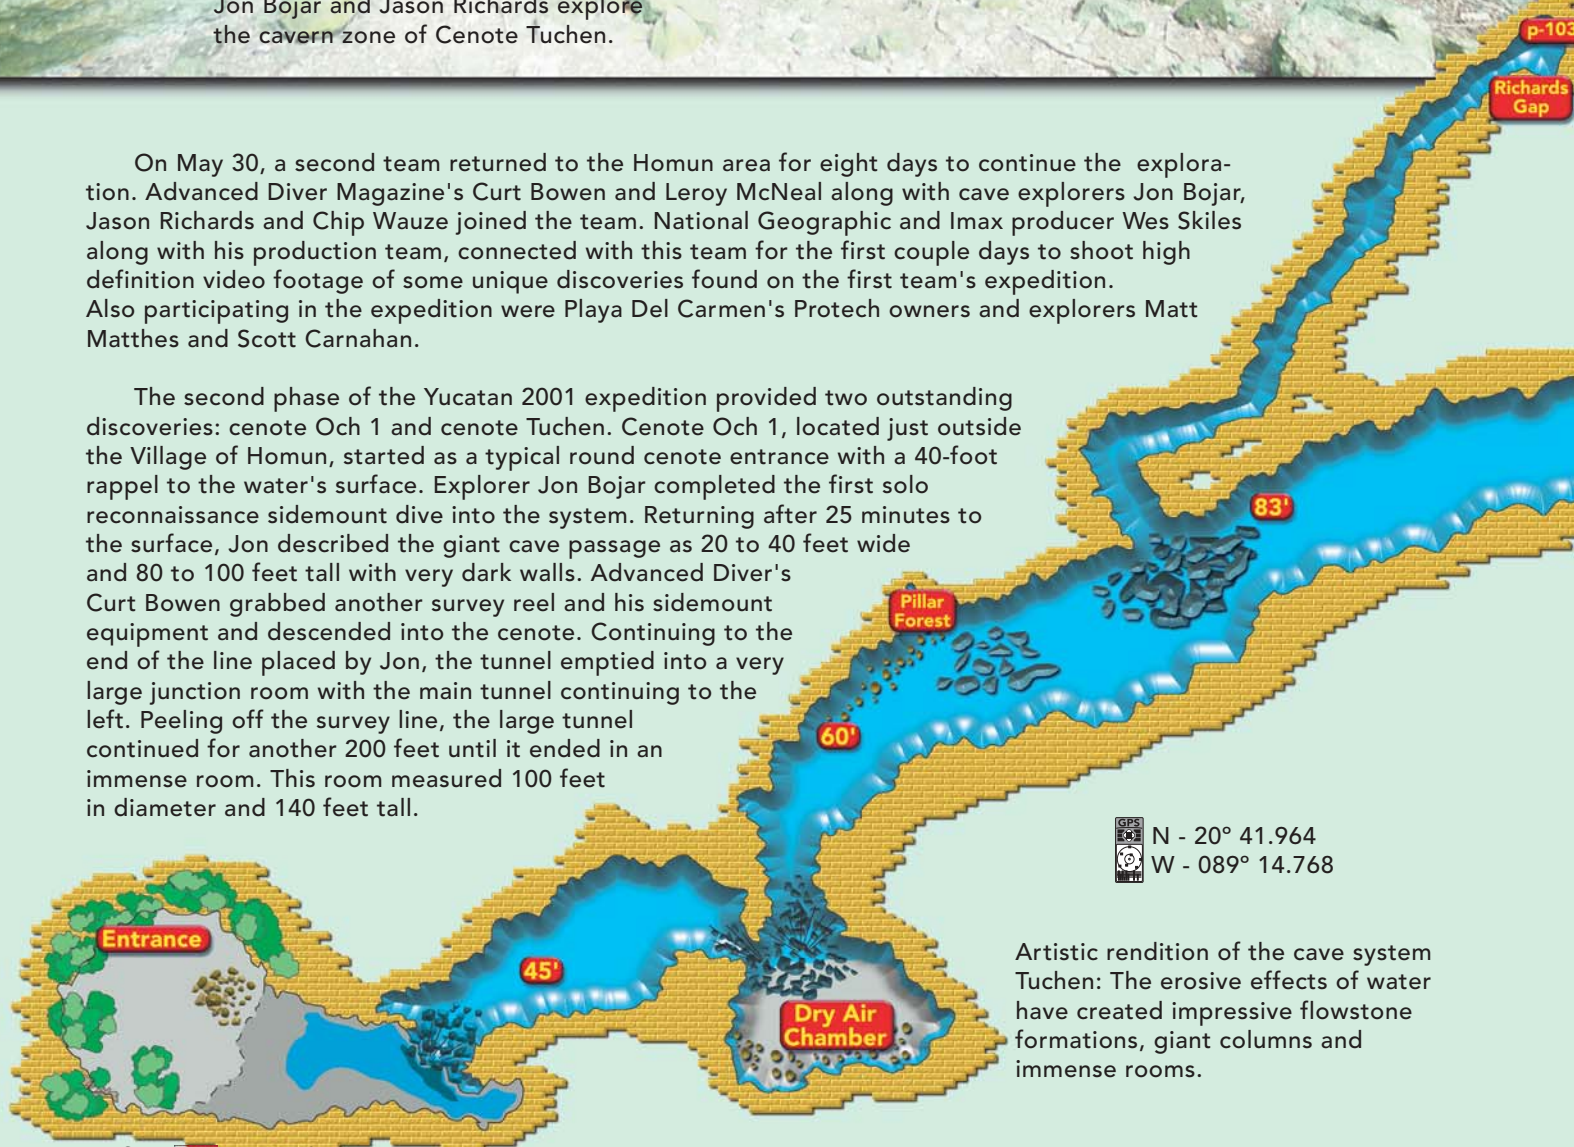 Jon Bojar and Jason Richards explore
the cavern zone of Cenote Tuchen.
p-103
Richards
Gap
On May 30, a second team returned to the Homun area for eight days to continue the explora-
tion. Advanced Diver Magazine's Curt Bowen and Leroy McNeal along with cave explorers Jon Bojar,
Jason Richards and Chip Wauze joined the team. National Geographic and Imax producer Wes Skiles
along with his production team, connected with this team for the first couple days to shoot high
definition video footage of some unique discoveries found on the first team's expedition.
Also participating in the expedition were Playa Del Carmen's Protech owners and explorers Matt
Matthes and Scott Carnahan.
The second phase of the Yucatan 2001 expedition provided two outstanding
discoveries: cenote Och 1 and cenote Tuchen. Cenote Och 1, located just outside
the Village of Homun, started as a typical round cenote entrance with a 40-foot
rappel to the water's surface. Explorer Jon Bojar completed the first solo
reconnaissance sidemount dive into the system. Returning after 25 minutes to
the surface, Jon described the giant cave passage as 20 to 40 feet wide
and 80 to 100 feet tall with very dark walls. Advanced Diver's
Curt Bowen grabbed another survey reel and his sidemount
equipment and descended into the cenote. Continuing to the
end of the line placed by Jon, the tunnel emptied into a very
large junction room with the main tunnel continuing to the
left. Peeling off the survey line, the large tunnel
continued for another 200 feet until it ended in an
immense room. This room measured 100 feet
in diameter and 140 feet tall.
83'
Pillar
Forest
60'
GPS
N - 20º 41.964
W - 089º 14.768
Entrance
45'
Dry Air
Chamber
Artistic rendition of the cave system
Tuchen: The erosive effects of water
have created impressive flowstone
formations, giant columns and
immense rooms.